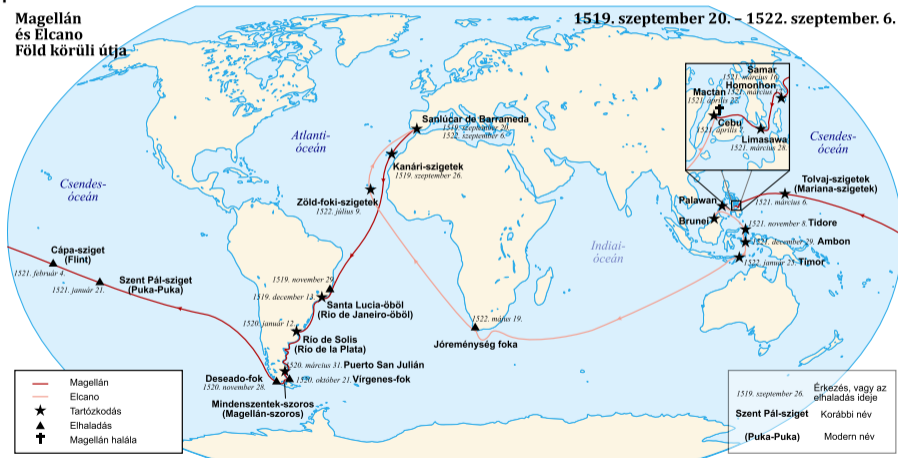 Magellán
és Elcano
Föld körüli útja
1519. szeptember 20. – 1522. szeptember. 6.
Samar
1521. március 16.
Homonhon
1521. március
Mactan
1521. április 27.
Cebu
1521. április 7.
Limasawa
1521. március 28.
Sanlúcar de Barrameda
1519. szeptember 20.
1522. szeptember 6.
Atlanti-
óceán
Csendes-
óceán
Kanári-szigetek
1519. szeptember 26.
Tolvaj-szigetek
(Mariana-szigetek)
1521. március 6.
Csendes-
óceán
Zöld-foki-szigetek
1522. július 9.
Palawan
Brunei
1521. november 8. Tidore
1521. december 29. Ambon
1522. január 25. Timor
Indiai-
óceán
Cápa-sziget
(Flint)
1521. február 4.
Szent Pál-sziget
(Puka-Puka)
1521. január 21.
1519. november 29.
1519. december 13.
Santa Lucia-öböl
(Rio de Janeiro-öböl)
1520. január 12.
Río de Solis
(Río de la Plata)
1522. május 19.
Jóreménység foka
1520. március 31. Puerto San Julián
Deseado-fok
1520. november 28.
1520. október 21. Vírgenes-fok
Mindenszentek-szoros
(Magellán-szoros)
Magellán
Elcano
Tartózkodás
Elhaladás
Magellán halála
1519. szeptember 26. Érkezés, vagy az
elhaladás ideje
Szent Pál-sziget Korábbi név
(Puka-Puka) Modern név